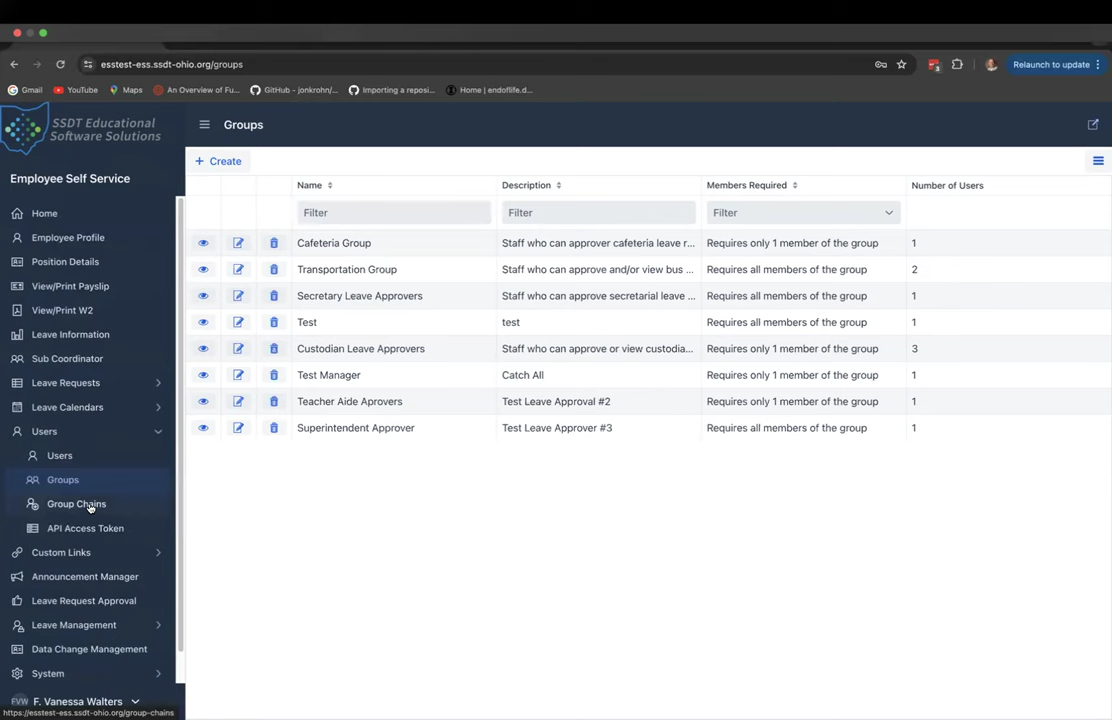 esstest-ess.ssdt-ohio.org/groups
3
Relaunch to update
Gmail
YouTube
Maps
An Overview of Fu...
GitHub - jonkrohn/...
Importing a reposi...
Home | endoflife.d...
SSDT Educational
Software Solutions
Groups
Employee Self Service
+ Create
Name
Description
Members Required
Number of Users
Filter
Filter
Filter
Home
Employee Profile
Position Details
View/Print Payslip
View/Print W2
Leave Information
Sub Coordinator
Leave Requests
Leave Calendars
Users
Users
Groups
Group Chains
API Access Token
Custom Links
Announcement Manager
Leave Request Approval
Leave Management
Data Change Management
System
FVW F. Vanessa Walters
https://esstest-ess.ssdt-ohio.org/group-chains
Cafeteria Group Staff who can approver cafeteria leave r... Requires only 1 member of the group 1
Transportation Group Staff who can approve and/or view bus ... Requires all members of the group 2
Secretary Leave Approvers Staff who can approve secretarial leave ... Requires all members of the group 1
Test test Requires all members of the group 1
Custodian Leave Approvers Staff who can approve or view custodia... Requires only 1 member of the group 3
Test Manager Catch All Requires only 1 member of the group 1
Teacher Aide Aprovers Test Leave Approval #2 Requires only 1 member of the group 1
Superintendent Approver Test Leave Approver #3 Requires all members of the group 1